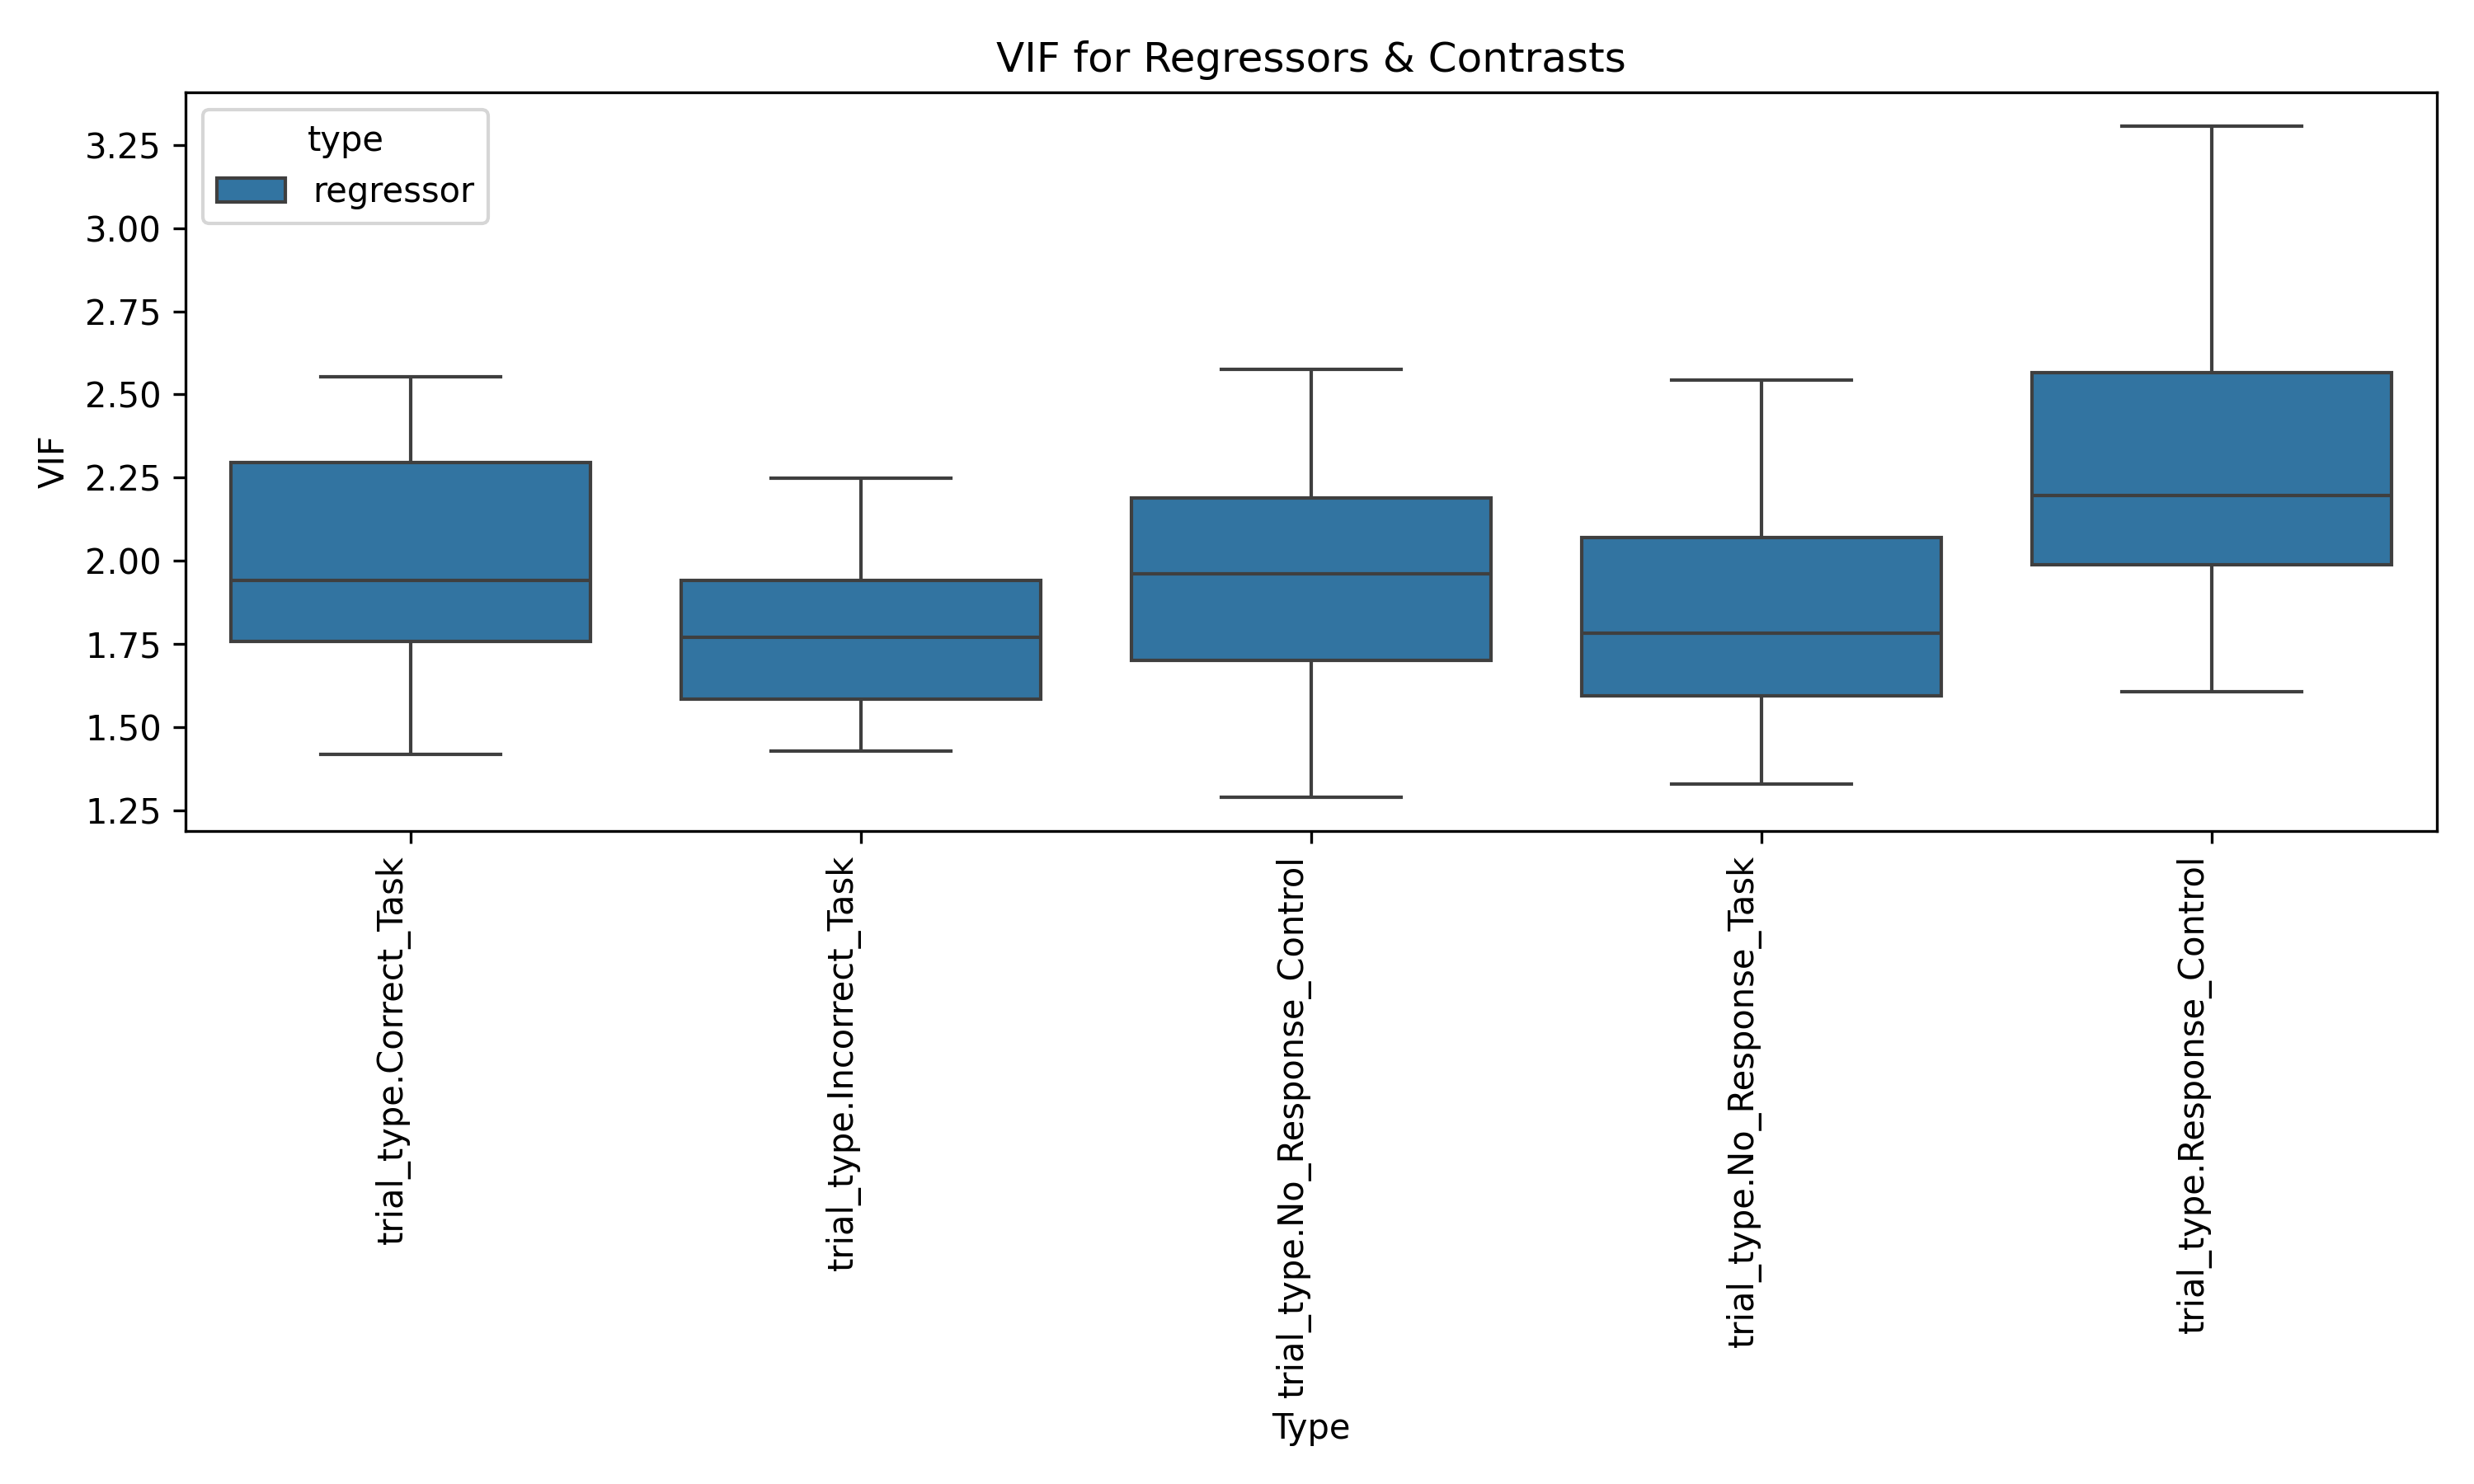 VIF for Regressors & Contrasts
type
regressor
VIF
3.25
3.00
2.75
2.50
2.25
2.00
1.75
1.50
1.25
trial_type.Correct_Task
trial_type.Incorrect_Task
trial_type.No_Response_Control
trial_type.No_Response_Task
trial_type.Response_Control
Type